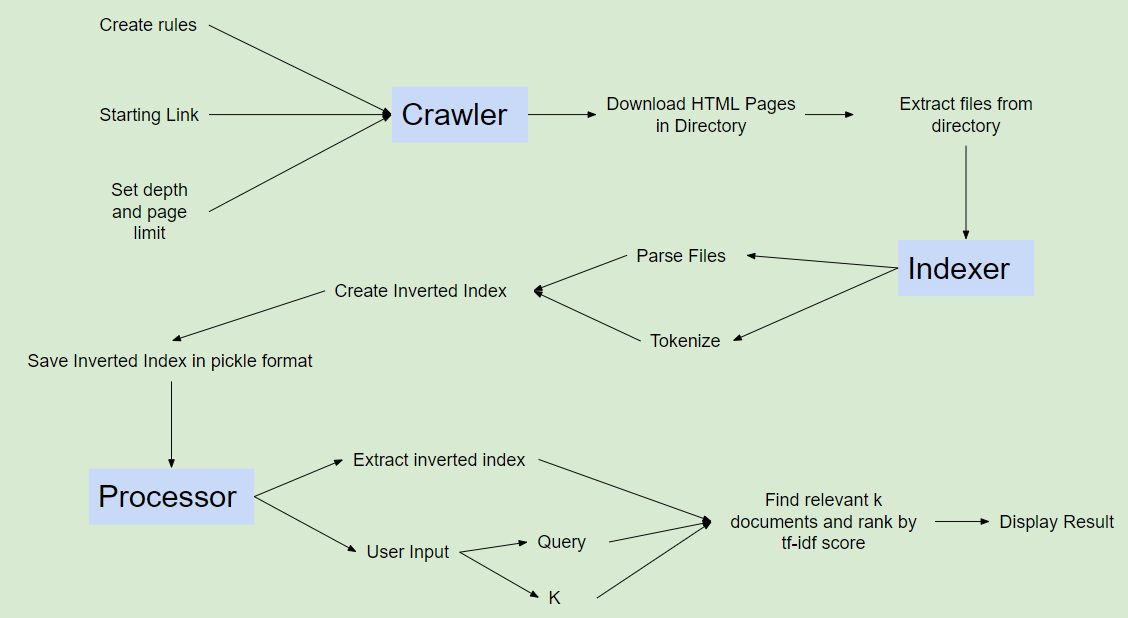 Create rules
Starting Link
Set depth
and page
limit
Crawler
Download HTML Pages
in Directory
Extract files from
directory
Indexer
Parse Files
Tokenize
Create Inverted Index
Save Inverted Index in pickle format
Processor
Extract inverted index
User Input
Query
K
Find relevant k
documents and rank by
tf-idf score
Display Result